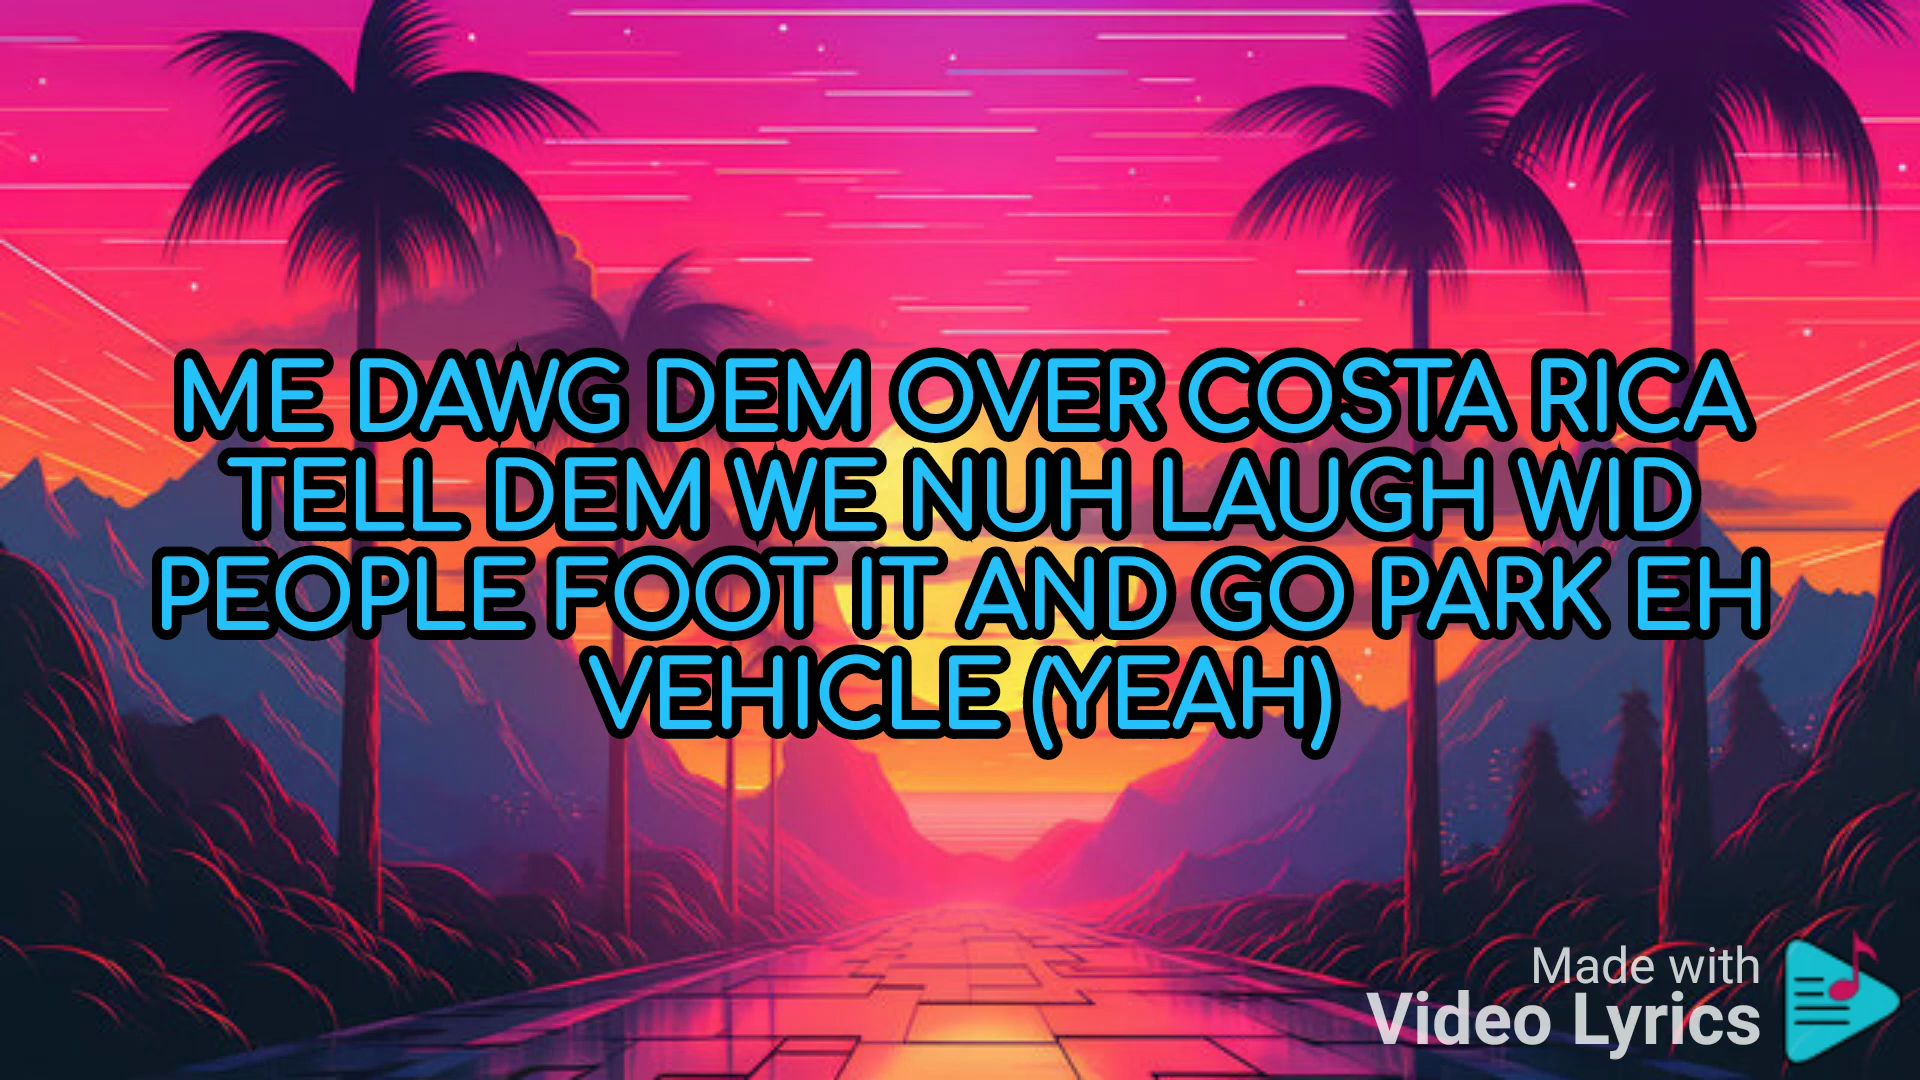 ME DAWG DEM OVER COSTA RICA
TELL DEM WE NUH LAUGH WID
PEOPLE FOOT IT AND GO PARK EH
VEHICLE (YEAH)
Made with
Video Lyrics